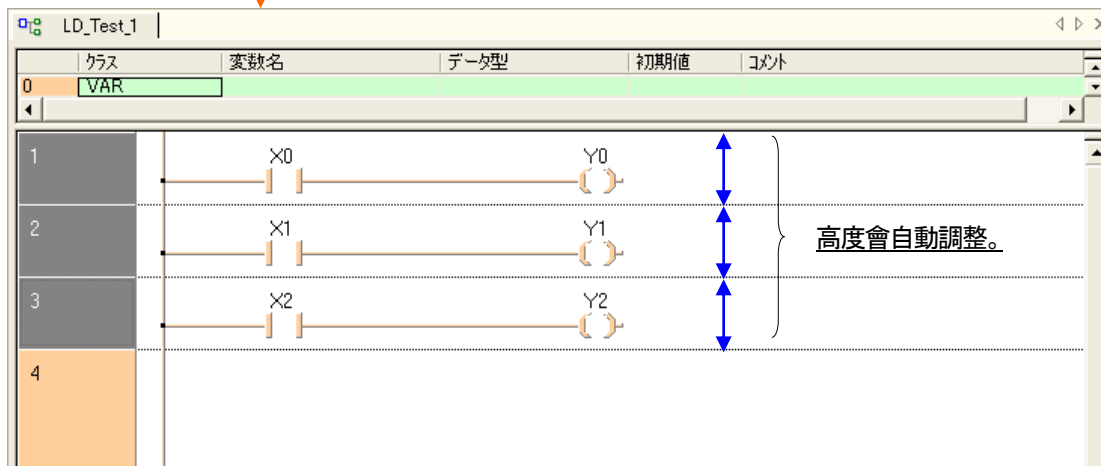 LD_Test_1
クラス 変数名 データ型 初期値 コメント
0 VAR
1 X0 Y0
2 X1 Y1
高度會自動調整。
3 X2 Y2
4